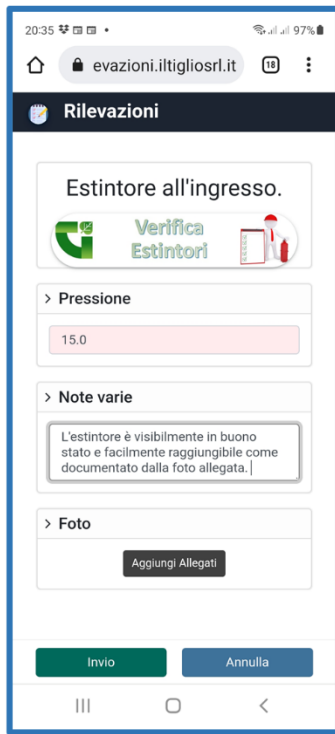 20:35
97%
evazioni.iltigliosrl.it
18
Rilevazioni
Estintore all'ingresso.
Verifica
Estintori
Pressione
15.0
Note varie
L'estintore è visibilmente in buono
stato e facilmente raggiungibile come
documentato dalla foto allegata.
Foto
Aggiungi Allegati
Invio
Annulla